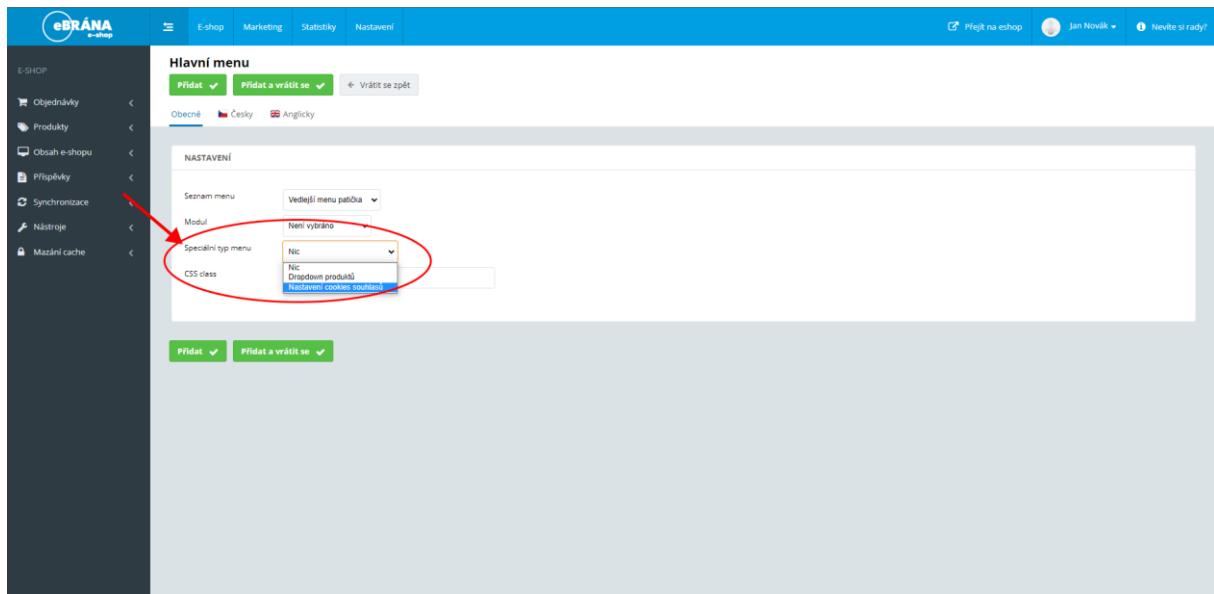 eBRÁNA
e-shop
E-shop Marketing Statistiky Nastavení
Přejít na eshop
Jan Novák
Nevíte si rady?
E-SHOP
Objednávky
Produkty
Obsah e-shopu
Příspěvky
Synchronizace
Nástroje
Mazání cache
Hlavní menu
Přidat Přidat a vrátit se Vrátit se zpět
Obecně Česky Anglicky
NASTAVENÍ
Seznam menu Vedlejší menu patička
Modul Není vybráno
Speciální typ menu Nic
Nic
Dropdown produktů
Nastavení cookies souhlasů
CSS class
Přidat Přidat a vrátit se